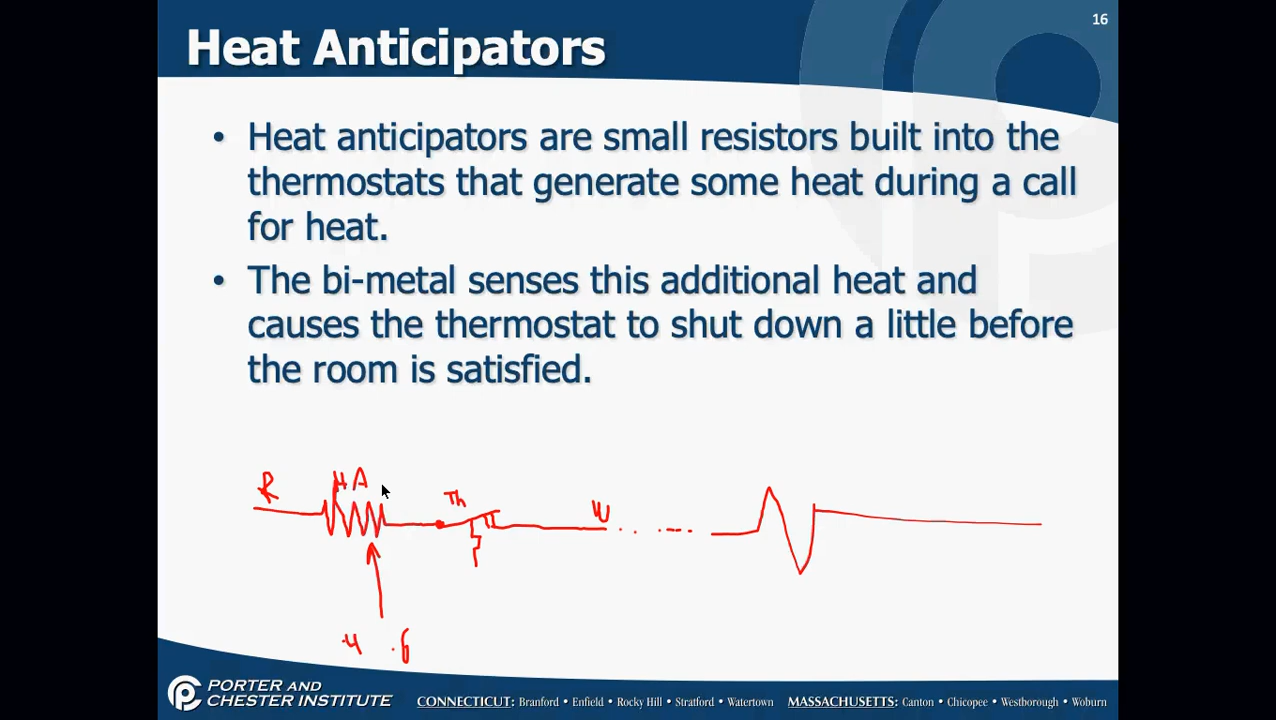 16
Heat Anticipators
• Heat anticipators are small resistors built into the
thermostats that generate some heat during a call
for heat.
• The bi-metal senses this additional heat and
causes the thermostat to shut down a little before
the room is satisfied.
R HA Th W
.4 .6
PORTER AND
CHESTER INSTITUTE
CONNECTICUT: Branford • Enfield • Rocky Hill • Stratford • Watertown MASSACHUSETTS: Canton • Chicopee • Westborough • Woburn